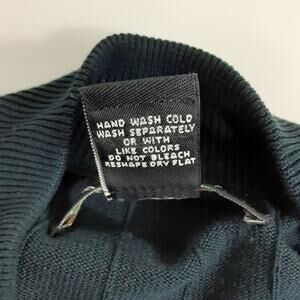 HAND WASH COLD
WASH SEPARATELY
OR WITH
LIKE COLORS
DO NOT BLEACH
RESHAPE DRY FLAT